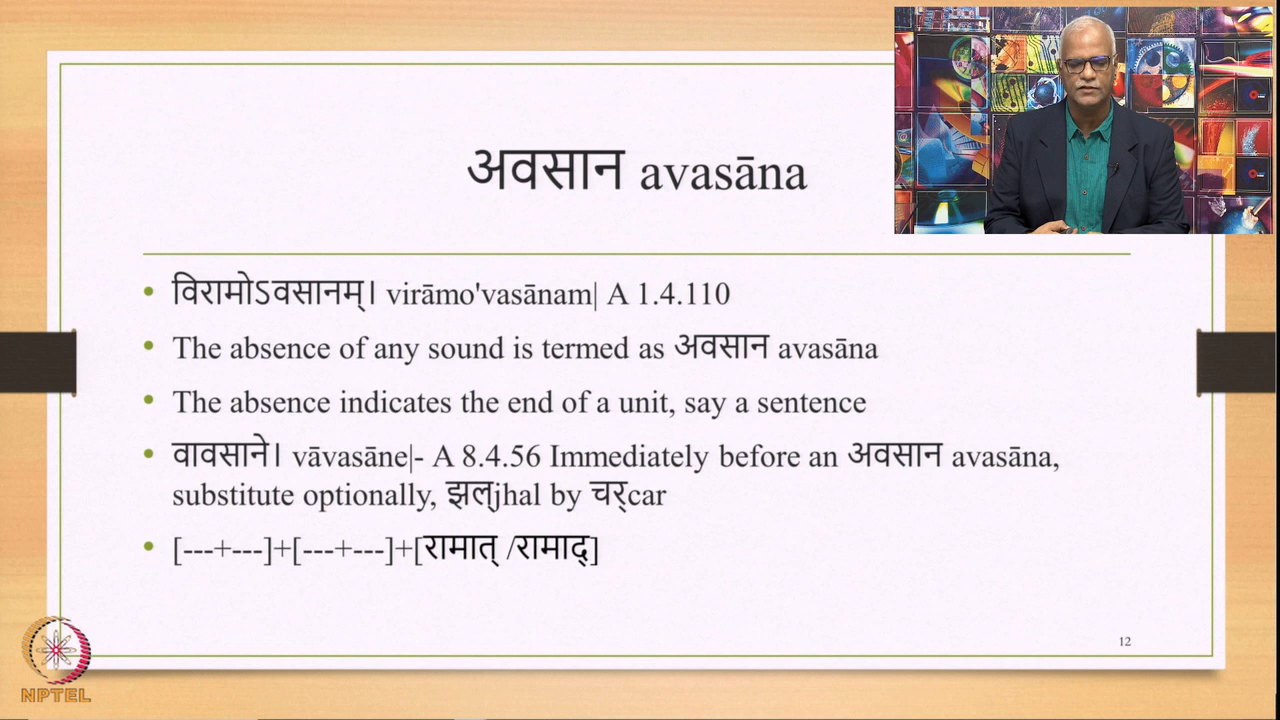 अवसान avasāna
• विरामोऽवसानम्। virāmo'vasānam| A 1.4.110
• The absence of any sound is termed as अवसान avasāna
• The absence indicates the end of a unit, say a sentence
• वावसाने। vāvasāne|- A 8.4.56 Immediately before an अवसान avasāna,
substitute optionally, झल्jhal by चर्car
• [---+---]+[---+---]+[रामात् /रामाद्]
12
NPTEL